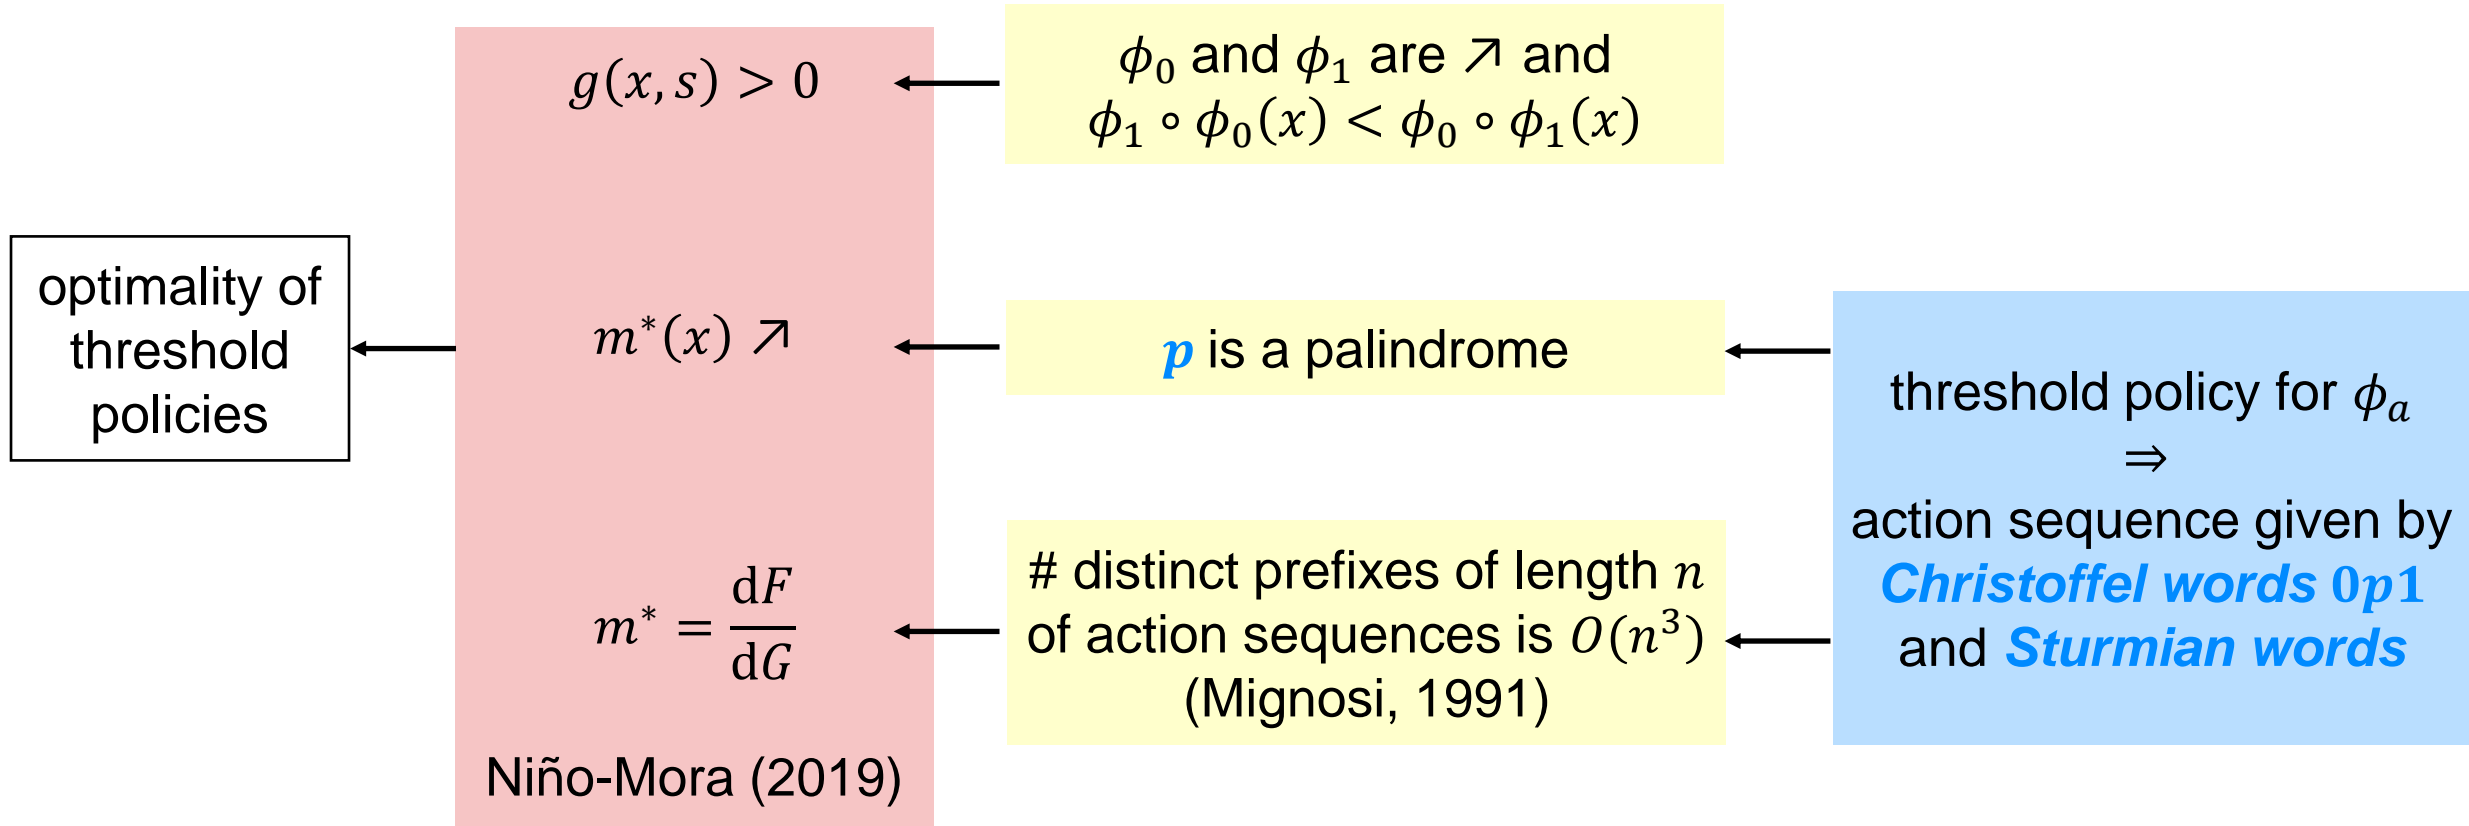 optimality of
threshold
policies
g(x, s) > 0
m*(x) ↗
m* = dF/dG
Niño-Mora (2019)
ϕ₀ and ϕ₁ are ↗ and
ϕ₁ ∘ ϕ₀(x) < ϕ₀ ∘ ϕ₁(x)
p is a palindrome
# distinct prefixes of length n
of action sequences is O(n³)
(Mignosi, 1991)
threshold policy for ϕₐ
⇒
action sequence given by
Christoffel words 0p1
and Sturmian words